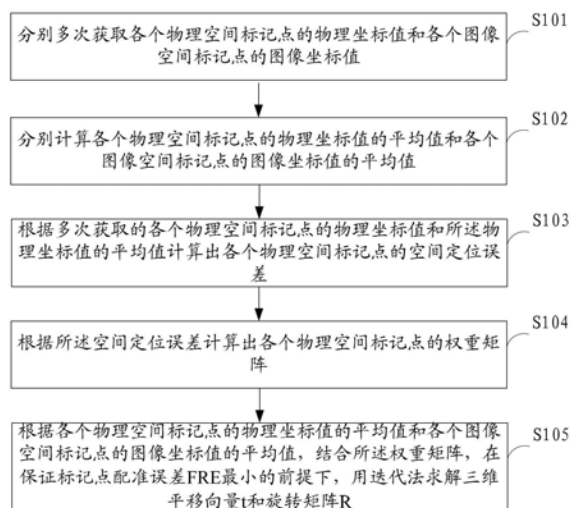 S101
分别多次获取各个物理空间标记点的物理坐标值和各个图像
空间标记点的图像坐标值
S102
分别计算各个物理空间标记点的物理坐标值的平均值和各个
图像空间标记点的图像坐标值的平均值
S103
根据多次获取的各个物理空间标记点的物理坐标值和所述物
理坐标值的平均值计算出各个物理空间标记点的空间定位误
差
S104
根据所述空间定位误差计算出各个物理空间标记点的权重矩
阵
S105
根据各个物理空间标记点的物理坐标值的平均值和各个图像
空间标记点的图像坐标值的平均值，结合所述权重矩阵，在
保证标记点配准误差FRE最小的前提下，用迭代法求解三维
平移向量t和旋转矩阵R